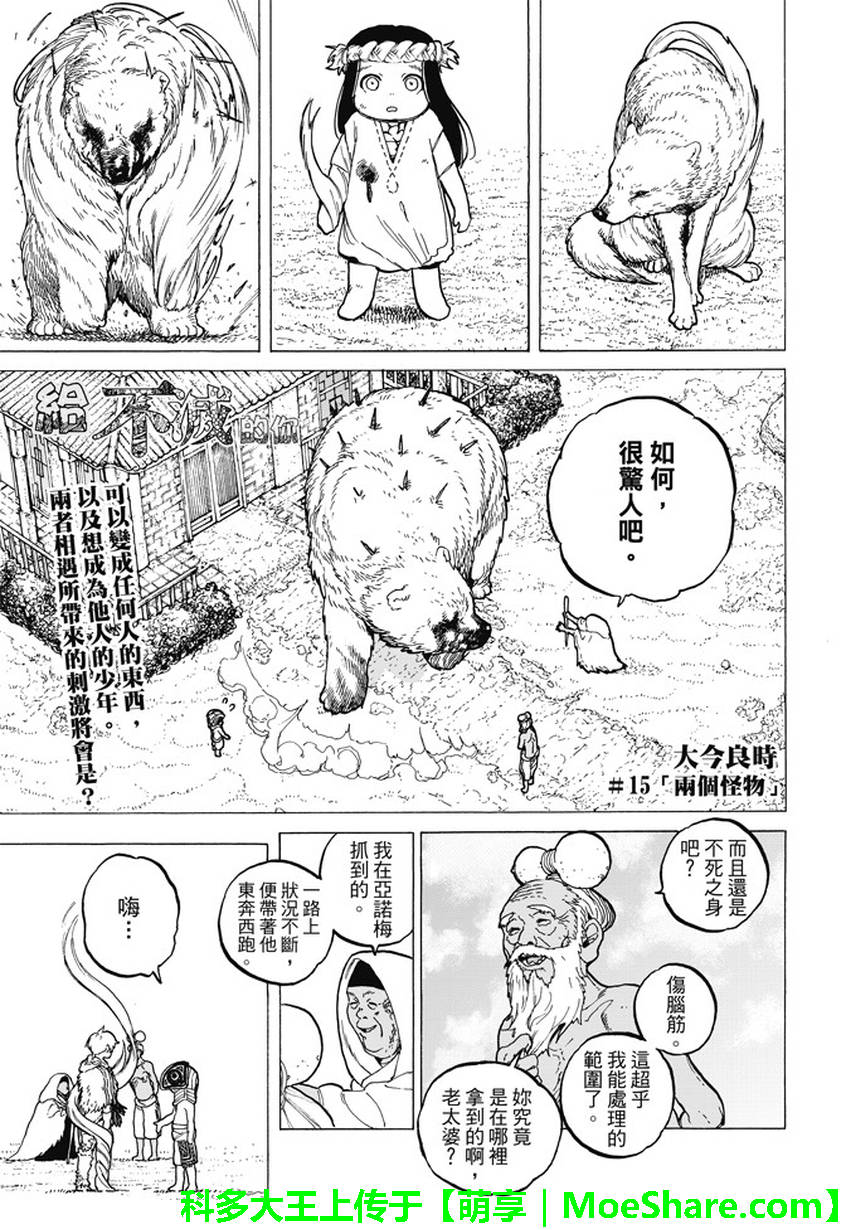 給不滅的你
如何，
很驚人吧。
可以變成任何人的東西，
以及想成為他人的少年。
兩者相遇所帶來的刺激將會是？
大今良時
＃15「兩個怪物」
而且還是
不死之身
吧？
傷腦筋。
這超乎
我能處理的
範圍了。
妳究竟
是在哪裡
拿到的啊，
老太婆？
我在亞諾梅
抓到的。
一路上
狀況不斷，
便帶著他
東奔西跑。
嗨…
科多大王上传于【萌享｜MoeShare.com】